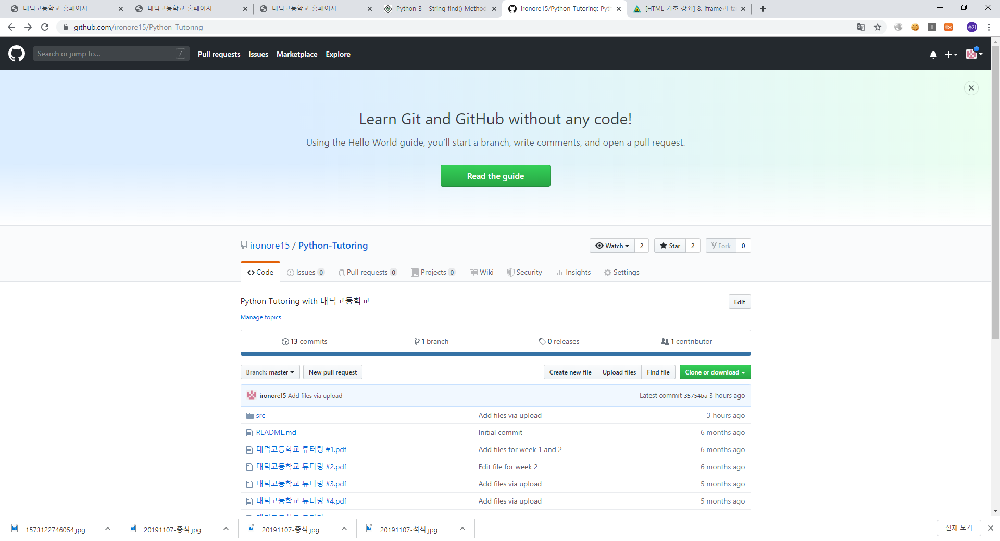 대덕고등학교 홈페이지
대덕고등학교 홈페이지
대덕고등학교 홈페이지
Python 3 - String find() Method
ironore15/Python-Tutoring: Pyt
[HTML 기초 강좌] 8. iframe과 ta
github.com/ironore15/Python-Tutoring
승기
Search or jump to... /
Pull requests Issues Marketplace Explore
Learn Git and GitHub without any code!
Using the Hello World guide, you’ll start a branch, write comments, and open a pull request.
Read the guide
ironore15 / Python-Tutoring
Watch 2 Star 2 Fork 0
Code Issues 0 Pull requests 0 Projects 0 Wiki Security Insights Settings
Python Tutoring with 대덕고등학교
Edit
Manage topics
13 commits 1 branch 0 releases 1 contributor
Branch: master New pull request Create new file Upload files Find file Clone or download
ironore15 Add files via upload Latest commit 35754ba 3 hours ago
src Add files via upload 3 hours ago
README.md Initial commit 6 months ago
대덕고등학교 튜터링 #1.pdf Add files for week 1 and 2 6 months ago
대덕고등학교 튜터링 #2.pdf Edit file for week 2 6 months ago
대덕고등학교 튜터링 #3.pdf Add files via upload 5 months ago
대덕고등학교 튜터링 #4.pdf Add files via upload 5 months ago
1573122746054.jpg 20191107-중식.jpg 20191107-중식.jpg 20191107-석식.jpg 전체 보기